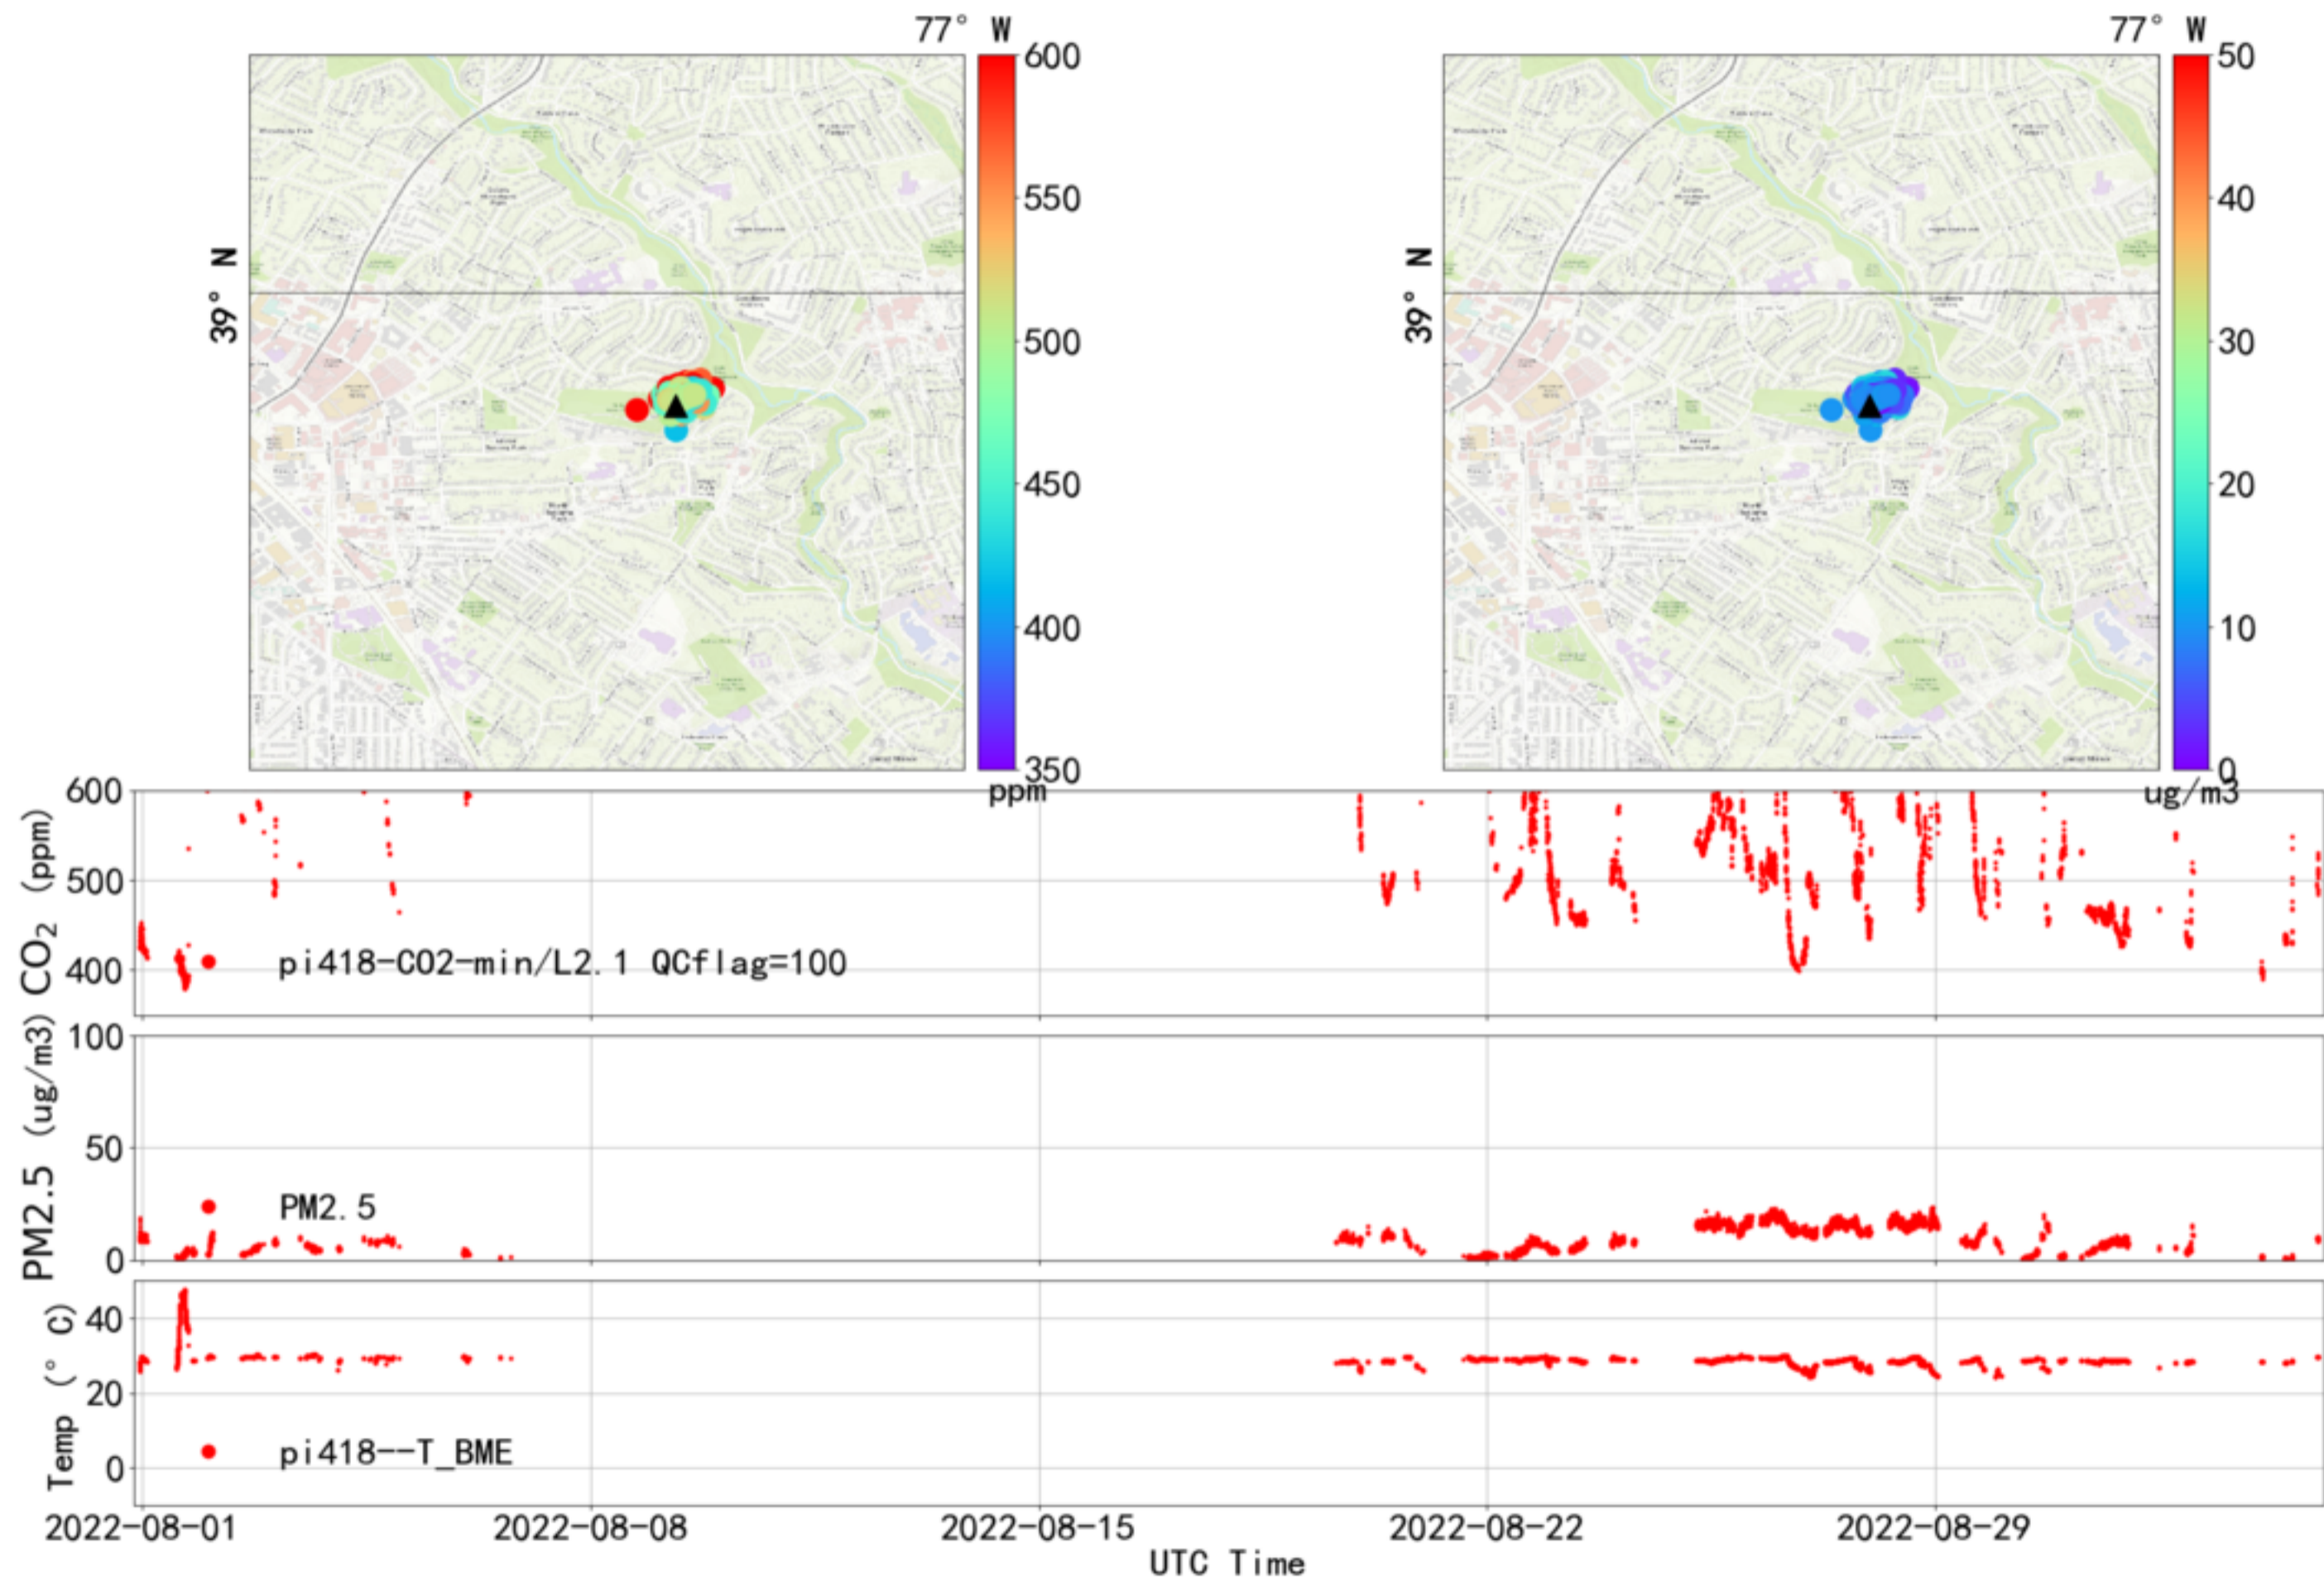 77° W
77° W
600
550
500
450
400
350
ppm
39° N
50
40
30
20
10
0
ug/m3
39° N
600
500
400
CO2 (ppm)
pi418-CO2-min/L2.1 QCflag=100
100
50
0
PM2.5 (ug/m3)
PM2.5
40
20
0
Temp (° C)
pi418--T_BME
2022-08-01
2022-08-08
2022-08-15
2022-08-22
2022-08-29
UTC Time